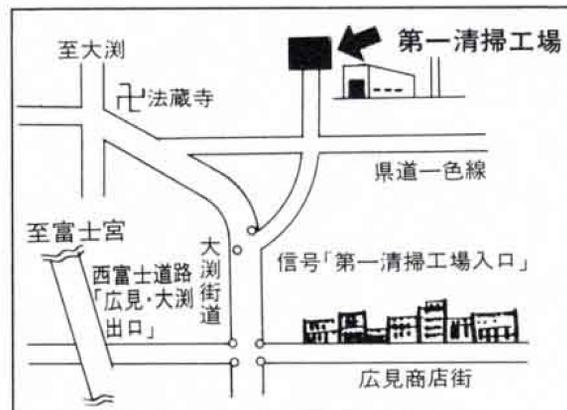 至大渕
第一清掃工場
卍法蔵寺
県道一色線
至富士宮
大渕街道
西富士道路
「広見・大渕
出口」
信号「第一清掃工場入口」
広見商店街